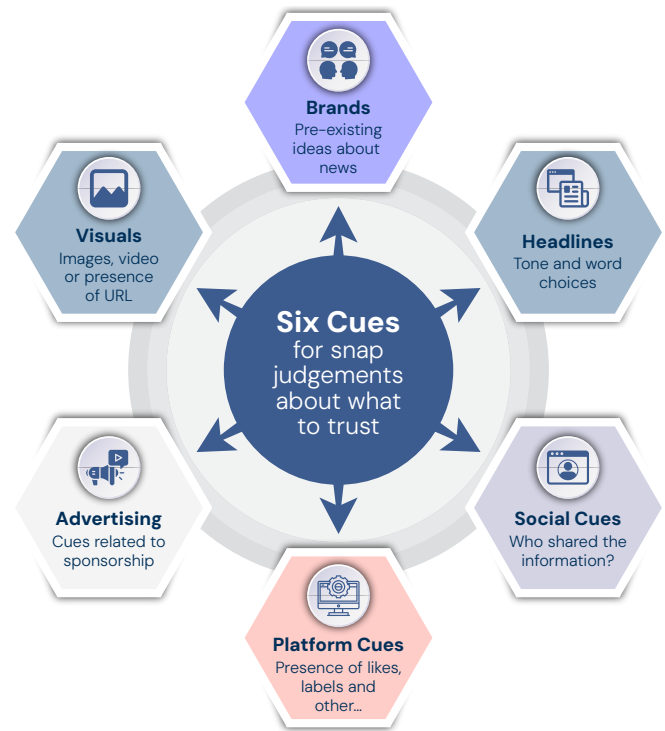 Brands
Pre-existing
ideas about
news
Visuals
Images, video
or presence
of URL
Headlines
Tone and word
choices
Six Cues
for snap
judgements
about what
to trust
Advertising
Cues related to
sponsorship
Social Cues
Who shared the
information?
Platform Cues
Presence of likes,
labels and
other...